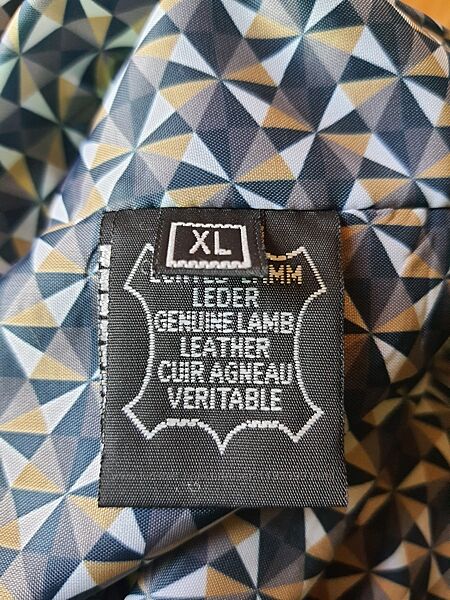 XL
LEDER
GENUINE LAMB
LEATHER
CUIR AGNEAU
VERITABLE